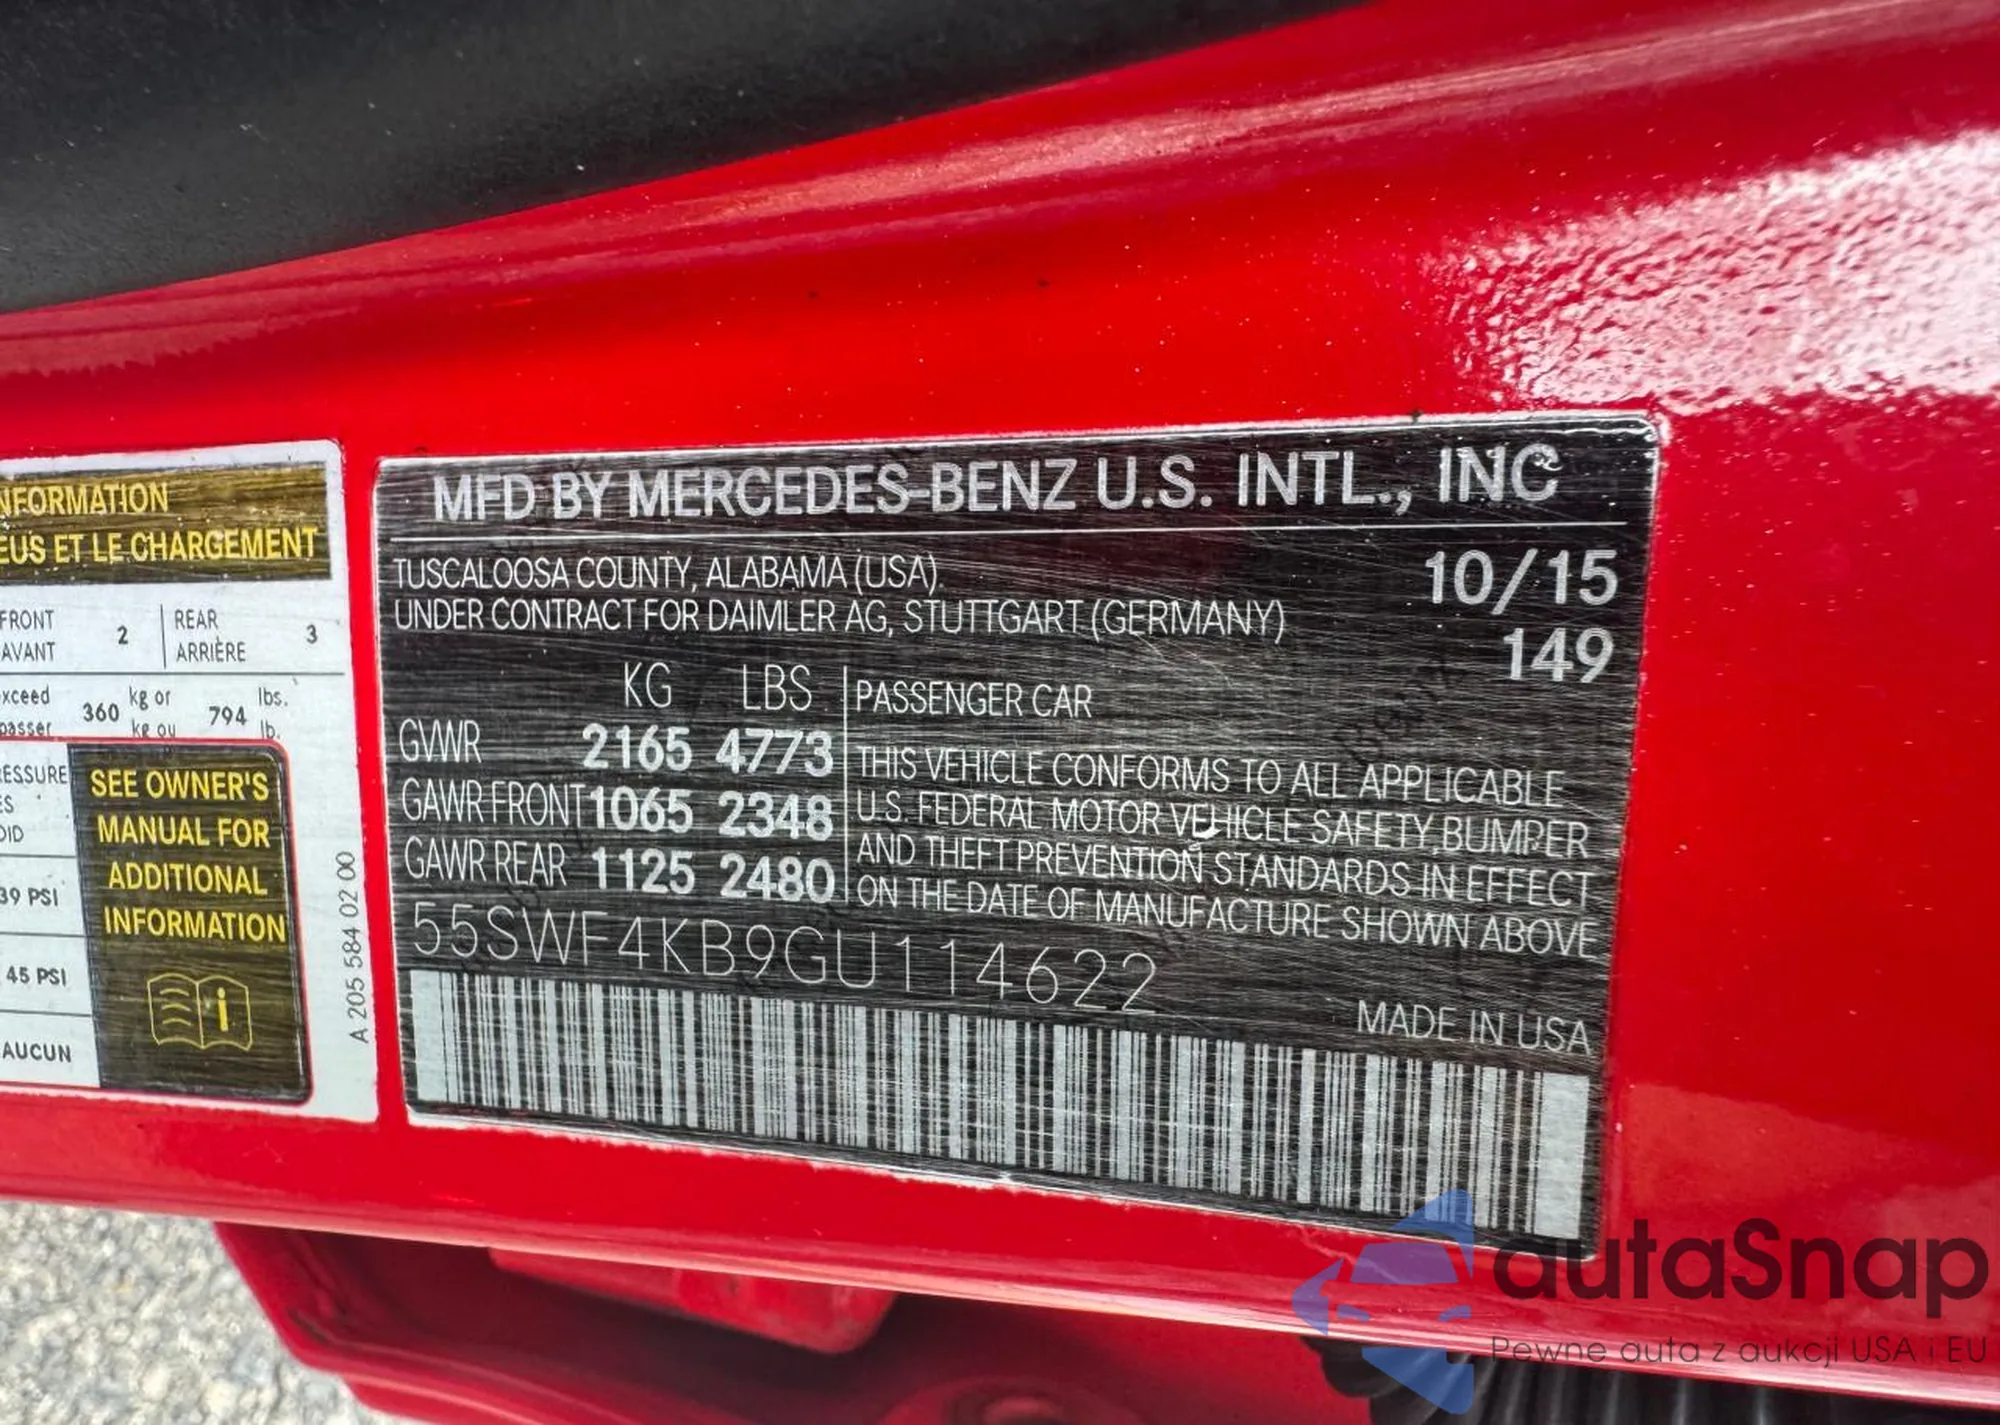 NFORMATION
EUS ET LE CHARGEMENT
FRONT
AVANT
2
REAR
ARRIÈRE
3
xceed
passer
360
kg or
kg ou
794
lbs.
lb.
ESSURE
ES
OID
39 PSI
45 PSI
AUCUN
SEE OWNER'S
MANUAL FOR
ADDITIONAL
INFORMATION
i
A 205 584 02 00
MFD BY MERCEDES-BENZ U.S. INTL., INC
TUSCALOOSA COUNTY, ALABAMA (USA).
UNDER CONTRACT FOR DAIMLER AG, STUTTGART (GERMANY)
10/15
149
KG LBS
GVWR 2165 4773
GAWR FRONT 1065 2348
GAWR REAR 1125 2480
PASSENGER CAR
THIS VEHICLE CONFORMS TO ALL APPLICABLE
U.S. FEDERAL MOTOR VEHICLE SAFETY, BUMPER
AND THEFT PREVENTION STANDARDS IN EFFECT
ON THE DATE OF MANUFACTURE SHOWN ABOVE
55SWF4KB9GU114622
MADE IN USA
autaSnap
Pewne auta z aukcji USA i EU